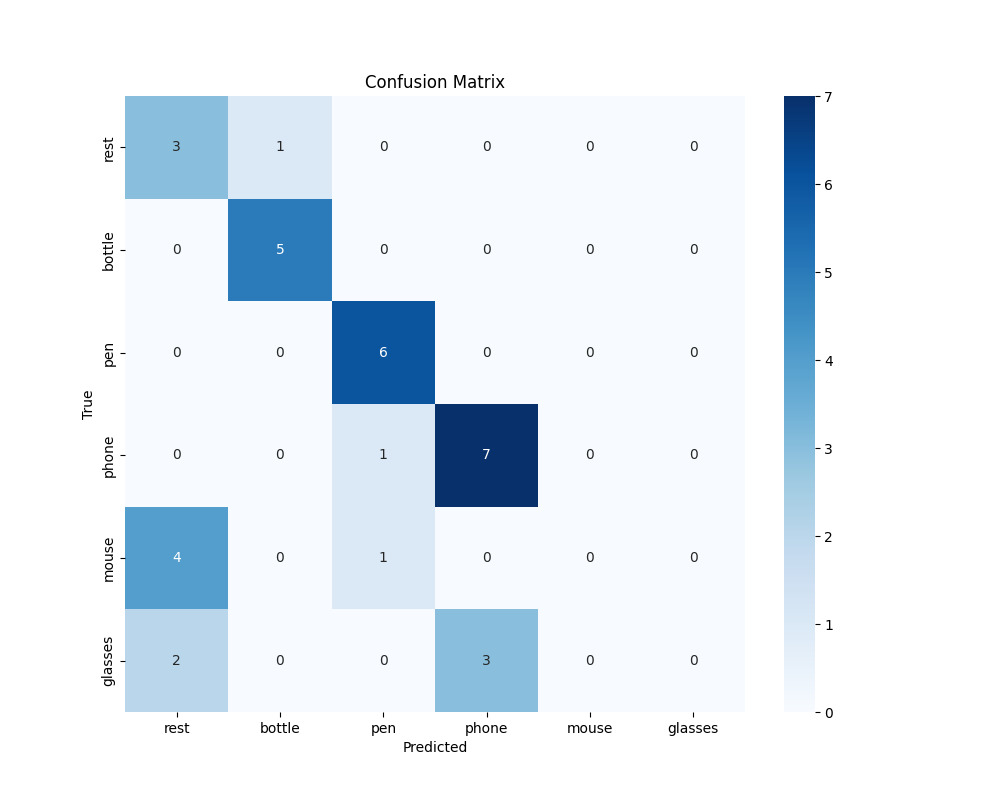 Confusion Matrix
rest 3 1 0 0 0 0
bottle 0 5 0 0 0 0
pen 0 0 6 0 0 0
phone 0 0 1 7 0 0
mouse 4 0 1 0 0 0
glasses 2 0 0 3 0 0
True
rest bottle pen phone mouse glasses
Predicted
7
6
5
4
3
2
1
0